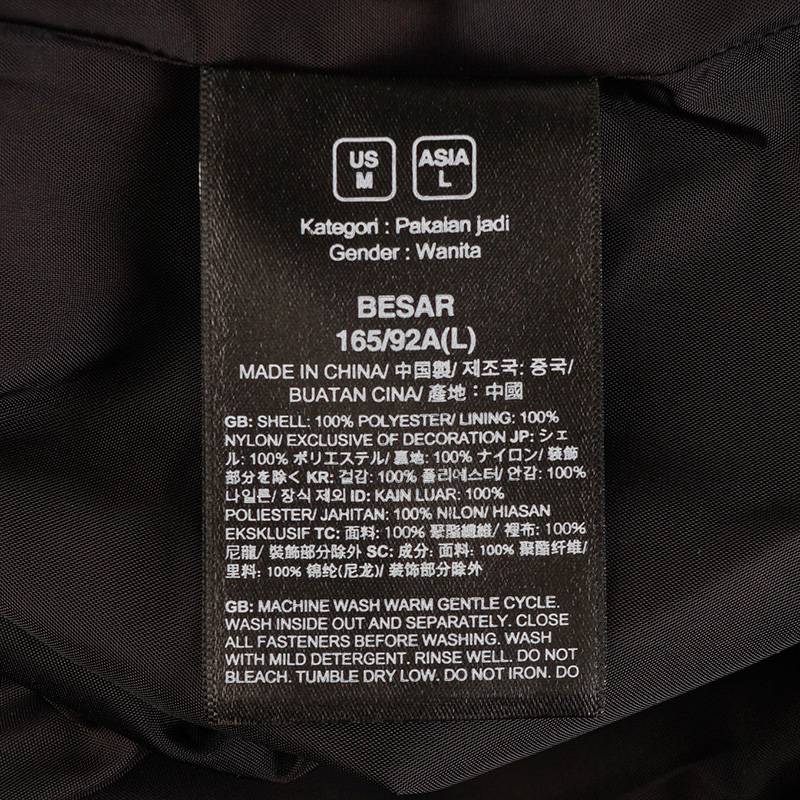 US M
ASIA L
Kategori : Pakaian jadi
Gender : Wanita
BESAR
165/92A(L)
MADE IN CHINA/ 中国製/ 제조국: 중국/
BUATAN CINA/ 產地: 中國
GB: SHELL: 100% POLYESTER/ LINING: 100%
NYLON/ EXCLUSIVE OF DECORATION JP: シェ
ル: 100% ポリエステル/ 裏地: 100% ナイロン/ 装飾
部分を除く KR: 겉감: 100% 폴리에스터/ 안감: 100%
나일론/ 장식 제외 ID: KAIN LUAR: 100%
POLIESTER/ JAHITAN: 100% NILON/ HIASAN
EKSKLUSIF TC: 面料: 100% 聚酯纖維/ 裡布: 100%
尼龍/ 裝飾部分除外 SC: 成分: 面料: 100% 聚酯纤维/
里料: 100% 锦纶(尼龙)/ 装饰部分除外
GB: MACHINE WASH WARM GENTLE CYCLE.
WASH INSIDE OUT AND SEPARATELY. CLOSE
ALL FASTENERS BEFORE WASHING. WASH
WITH MILD DETERGENT. RINSE WELL. DO NOT
BLEACH. TUMBLE DRY LOW. DO NOT IRON. DO